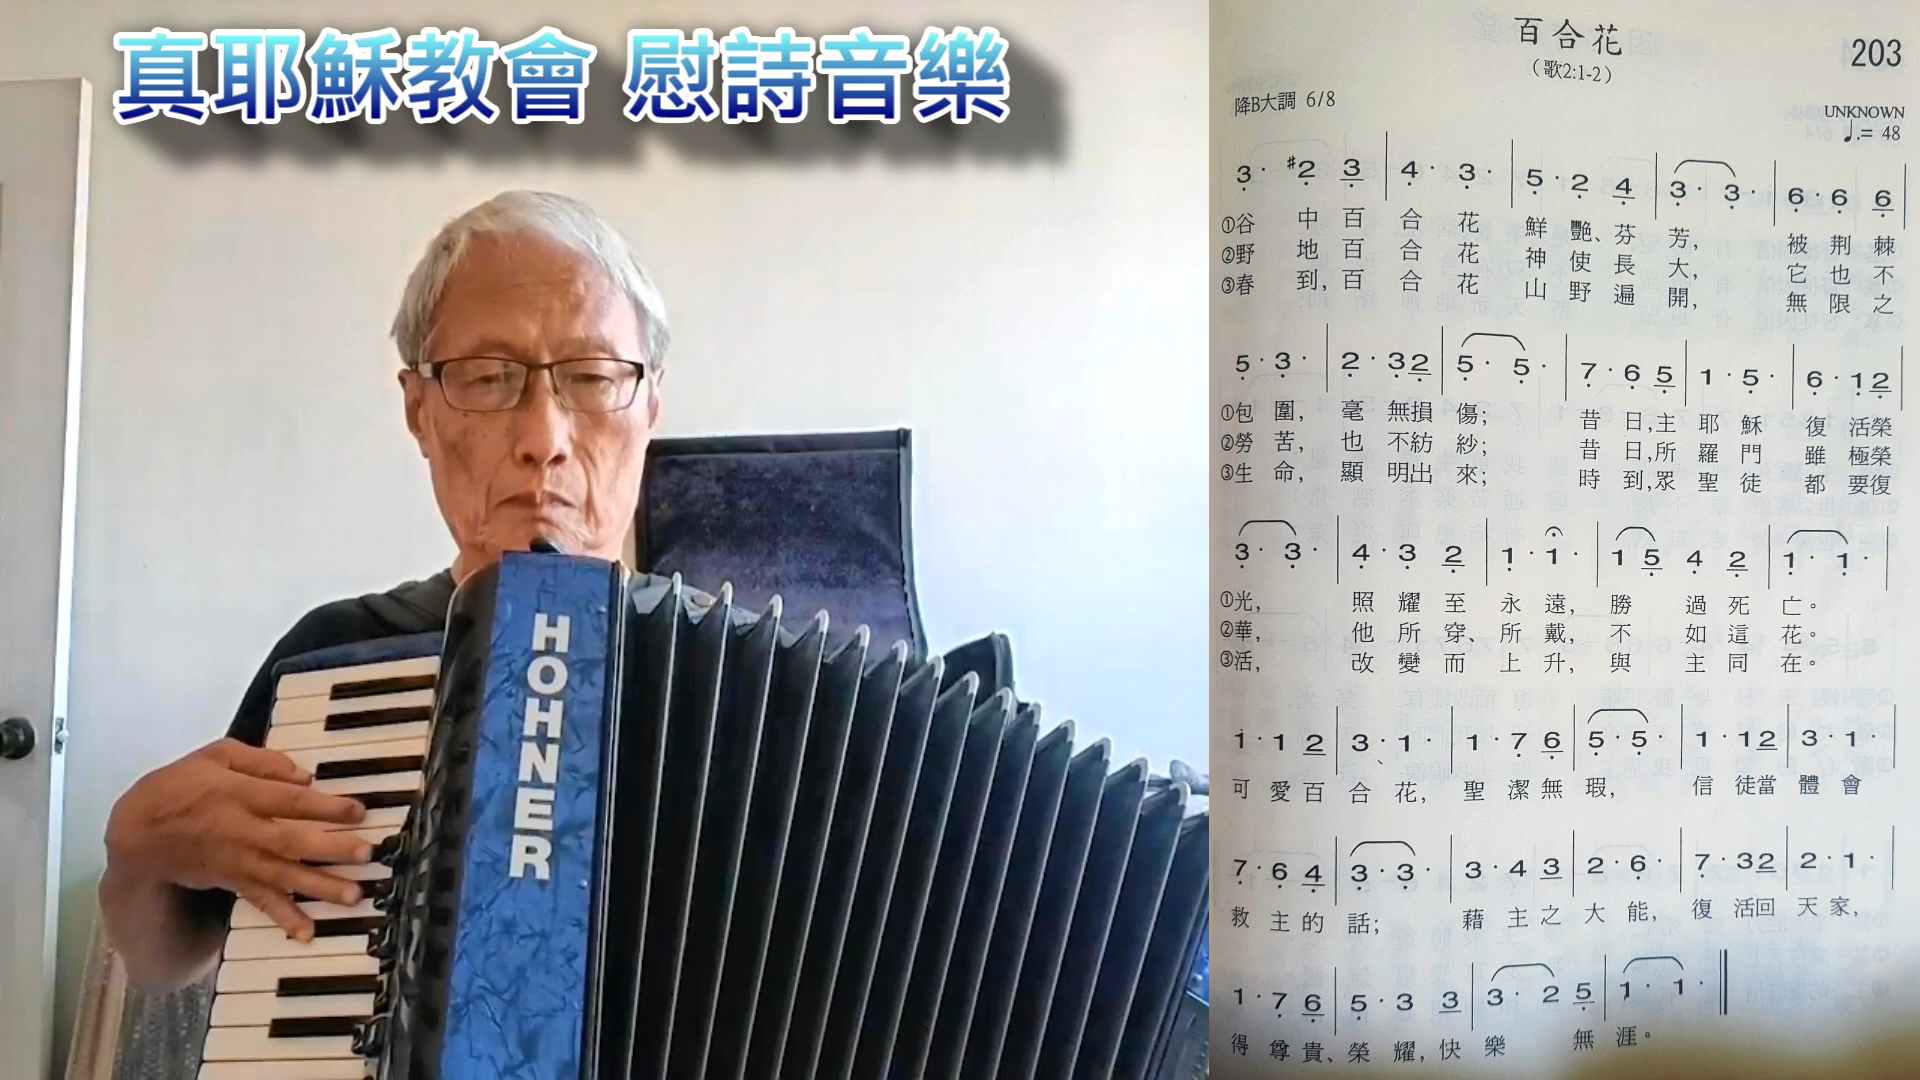 真耶穌教會 慰詩音樂
HOHNER
百合花
203
（歌2:1-2）
降B大調 6/8
UNKNOWN
♩.= 48
3· #2 3 | 4· 3· | 5· 2 4 | 3· 3· | 6· 6 6 |
①谷 中 百 合 花 鮮 艷、芬 芳， 被 荆 棘
②野 地 百 合 花 神 使 長 大， 它 也 不
③春 到，百 合 花 山 野 遍 開， 無 限 之
5· 3· | 2· 3 2 | 5· 5· | 7· 6 5 | 1· 5· | 6· 1 2 |
①包 圍， 毫 無損 傷； 昔 日，主 耶 穌 復 活榮
②勞 苦， 也 不紡 紗； 昔 日，所 羅 門 雖 極榮
③生 命， 顯 明出 來； 時 到，眾 聖 徒 都 要復
3· 3· | 4· 3 2 | 1· 1· | 1 5 4 2 | 1· 1· |
①光， 照 耀 至 永 遠， 勝 過 死 亡。
②華， 他 所 穿、所 戴， 不 如 這 花。
③活， 改 變 而 上 升， 與 主 同 在。
1· 1 2 | 3· 1· | 1· 7 6 | 5· 5· | 1· 1 2 | 3· 1· |
可 愛 百 合 花， 聖 潔 無 瑕， 信 徒當 體 會
7· 6 4 | 3· 3· | 3· 4 3 | 2· 6· | 7· 3 2 | 2· 1· |
救 主 的 話； 藉 主 之 大 能， 復 活回 天 家，
1· 7 6 | 5· 3 3 | 3· 2 5 | 1· 1· ‖
得 尊 貴、榮 耀，快 樂 無 涯。